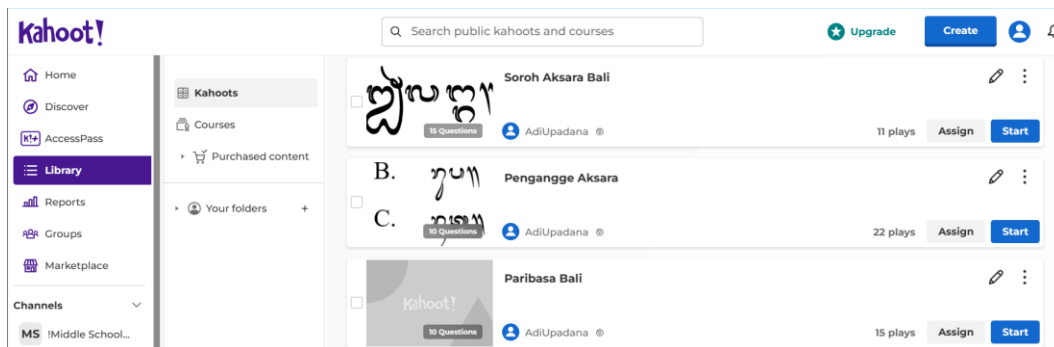 Kahoot!
Search public kahoots and courses
Upgrade
Create
Home
Discover
K!+ AccessPass
Library
Reports
Groups
Marketplace
Channels
MS !Middle School...
Kahoots
Courses
Purchased content
Your folders +
Soroh Aksara Bali
15 Questions
AdiUpadana
11 plays Assign Start
B.
C.
Pengangge Aksara
10 Questions
AdiUpadana
22 plays Assign Start
Kahoot!
Paribasa Bali
10 Questions
AdiUpadana
15 plays Assign Start